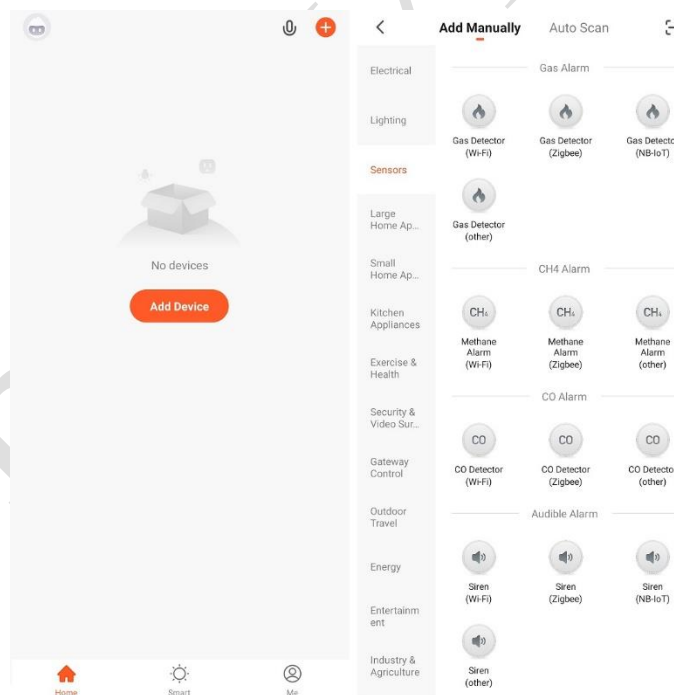 No devices
Add Device
Home
Smart
Me
Add Manually
Auto Scan
Electrical
Lighting
Sensors
Large
Home Ap...
Small
Home Ap...
Kitchen
Appliances
Exercise &
Health
Security &
Video Sur...
Gateway
Control
Outdoor
Travel
Energy
Entertainm
ent
Industry &
Agriculture
Gas Alarm
Gas Detector
(Wi-Fi)
Gas Detector
(Zigbee)
Gas Detecto
(NB-IoT)
Gas Detector
(other)
CH4 Alarm
CH₄
CH₄
CH₄
Methane
Alarm
(Wi-Fi)
Methane
Alarm
(Zigbee)
Methane
Alarm
(other)
CO Alarm
CO
CO
CO
CO Detector
(Wi-Fi)
CO Detector
(Zigbee)
CO Detecto
(other)
Audible Alarm
Siren
(Wi-Fi)
Siren
(Zigbee)
Siren
(NB-IoT)
Siren
(other)